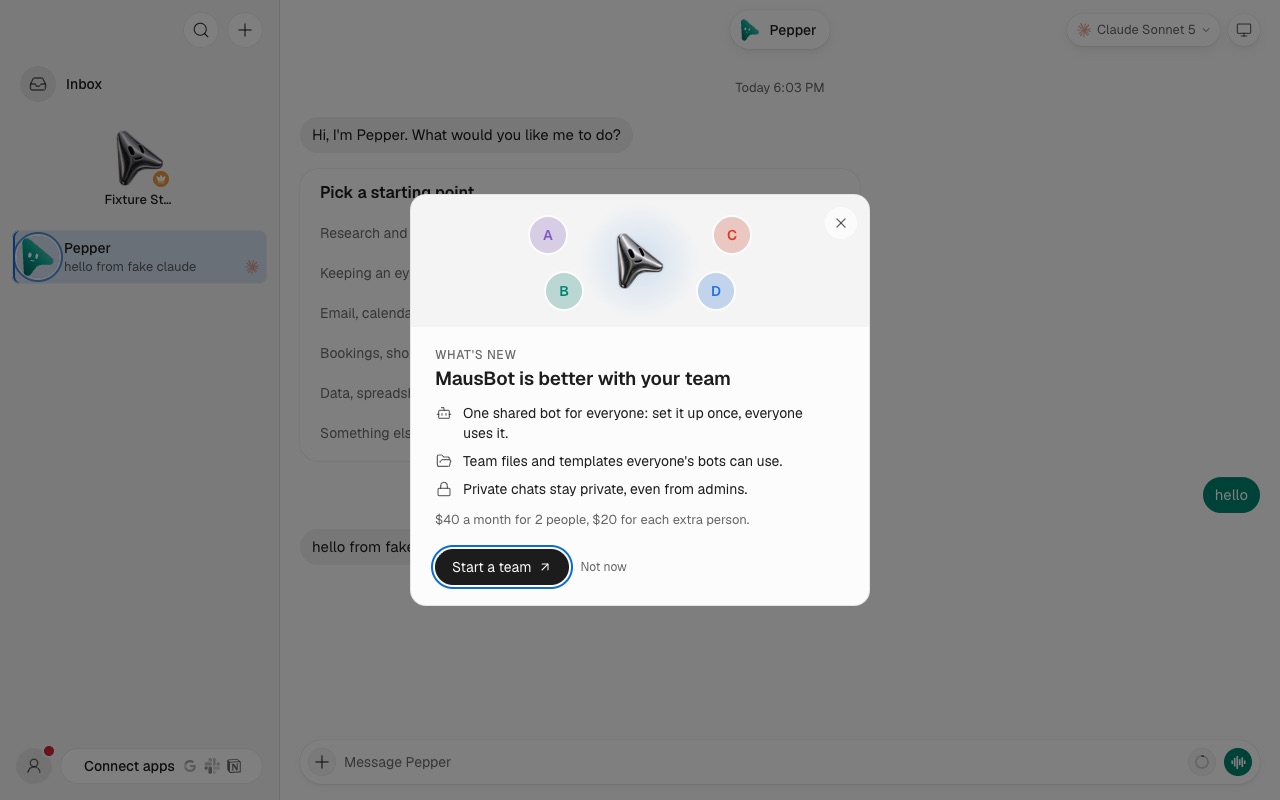 Pepper
Claude Sonnet 5
Inbox
Today 6:03 PM
Hi, I'm Pepper. What would you like me to do?
Fixture St...
Pick a starting point
Pepper
hello from fake claude
Research and
Keeping an ey
Email, calenda
Bookings, sho
Data, spreads
Something els
A
C
B
D
WHAT'S NEW
MausBot is better with your team
One shared bot for everyone: set it up once, everyone
uses it.
Team files and templates everyone's bots can use.
Private chats stay private, even from admins.
$40 a month for 2 people, $20 for each extra person.
Start a team
Not now
hello
hello from fake
Connect apps
Message Pepper